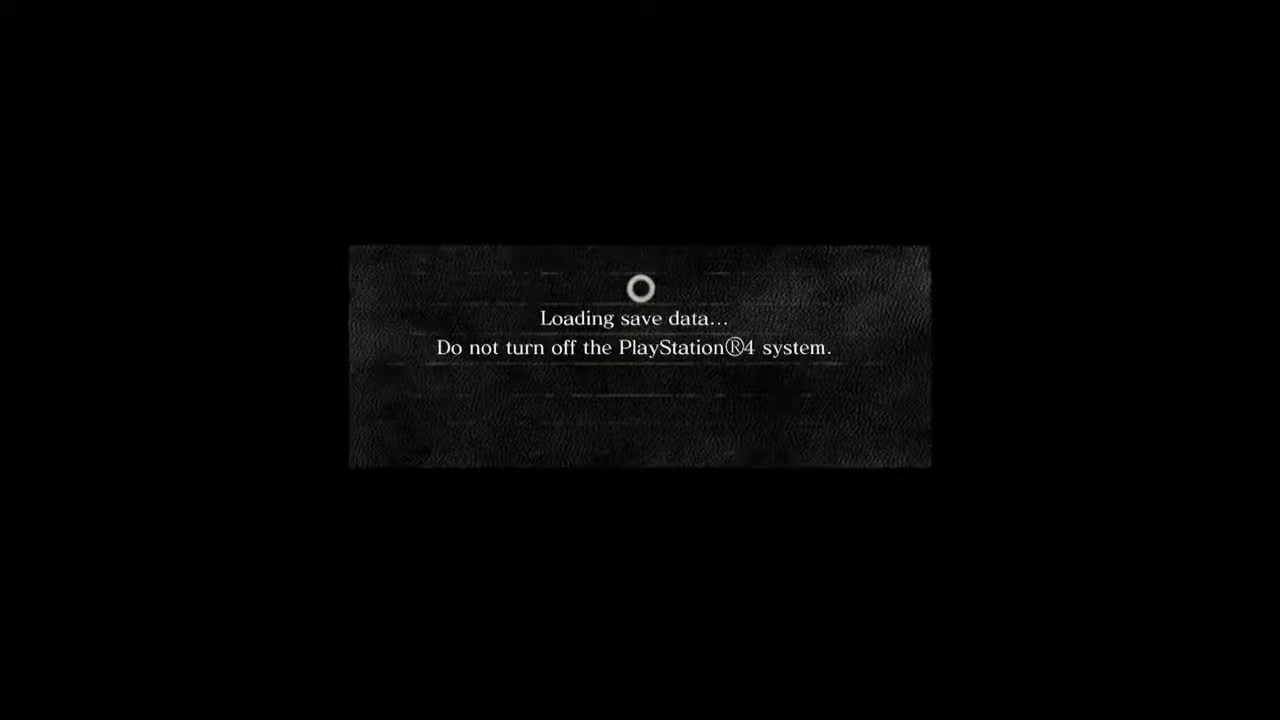 Loading save data...
Do not turn off the PlayStation®4 system.